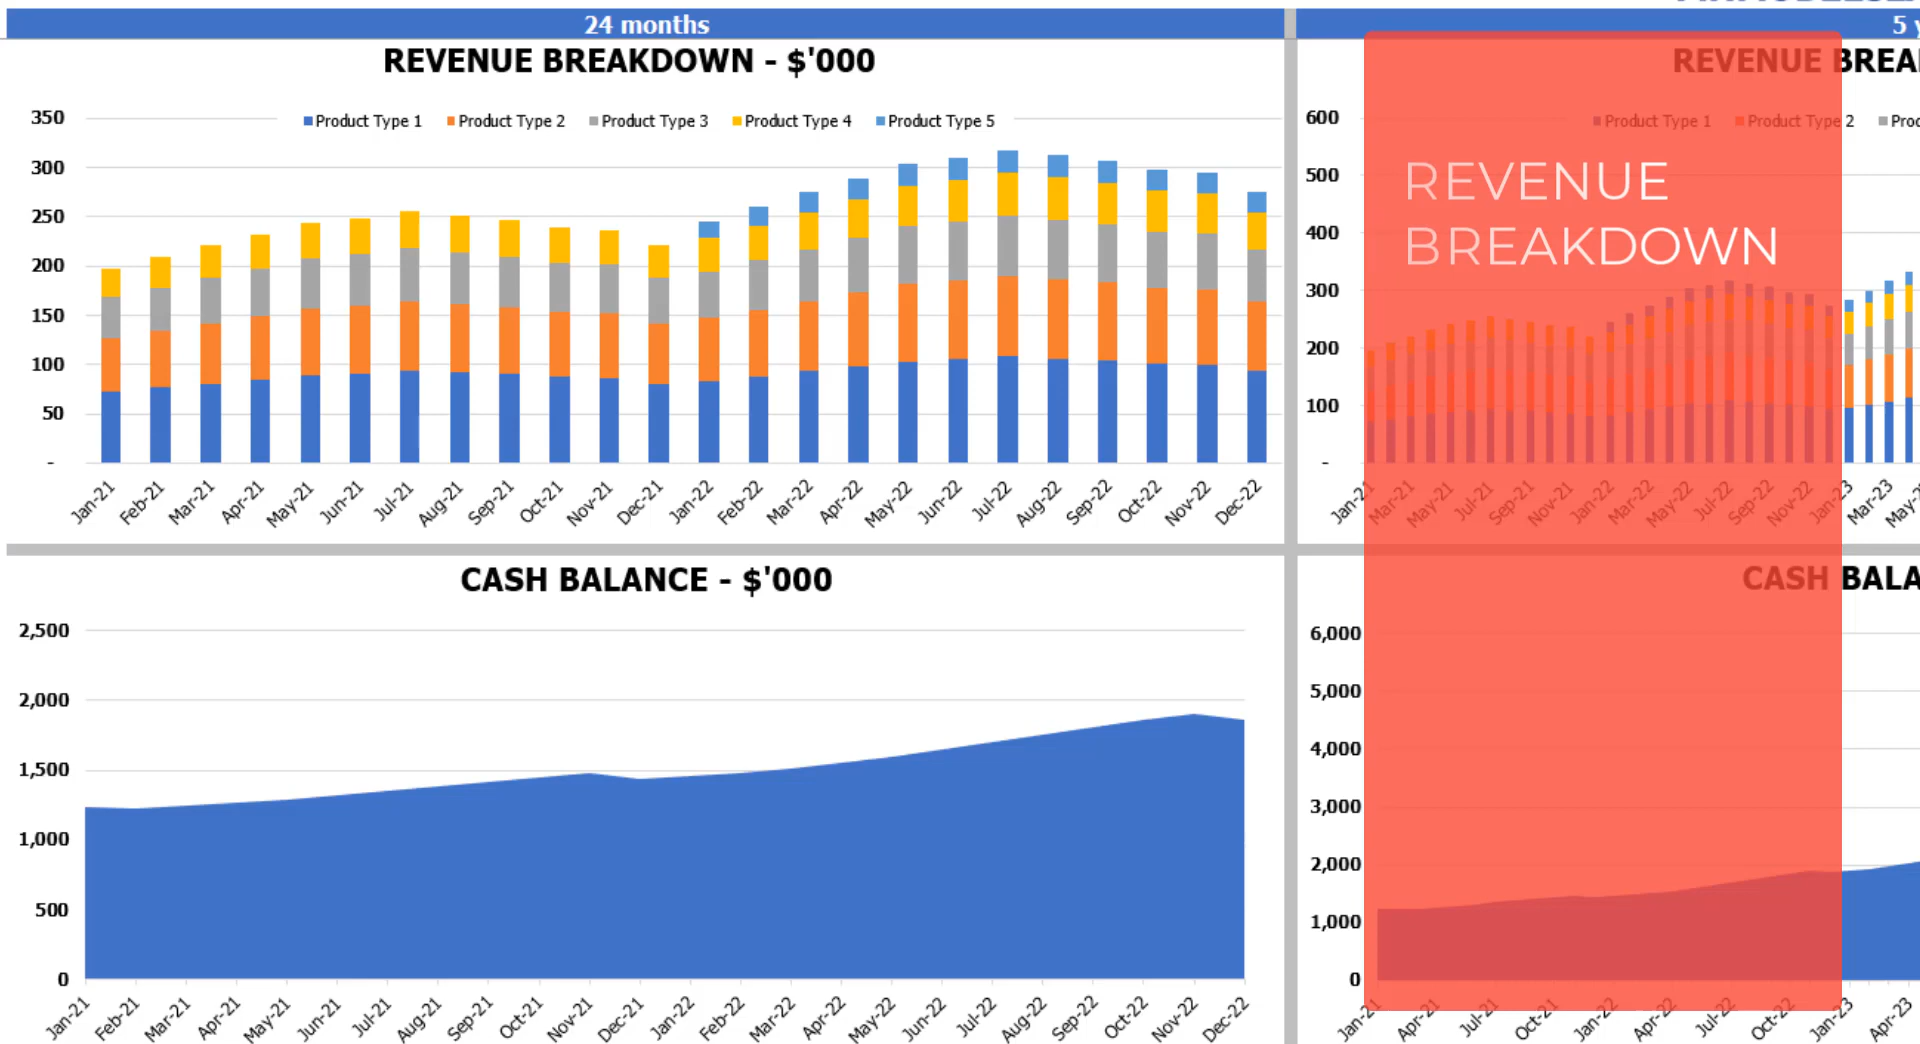 24 months
REVENUE BREAKDOWN - $'000
Product Type 1 Product Type 2 Product Type 3 Product Type 4 Product Type 5
350
300
250
200
150
100
50
-
Jan-21 Feb-21 Mar-21 Apr-21 May-21 Jun-21 Jul-21 Aug-21 Sep-21 Oct-21 Nov-21 Dec-21 Jan-22 Feb-22 Mar-22 Apr-22 May-22 Jun-22 Jul-22 Aug-22 Sep-22 Oct-22 Nov-22 Dec-22
CASH BALANCE - $'000
2,500
2,000
1,500
1,000
500
0
Jan-21 Feb-21 Mar-21 Apr-21 May-21 Jun-21 Jul-21 Aug-21 Sep-21 Oct-21 Nov-21 Dec-21 Jan-22 Feb-22 Mar-22 Apr-22 May-22 Jun-22 Jul-22 Aug-22 Sep-22 Oct-22 Nov-22 Dec-22
5 y
REVENUE BREA
Product Type 1 Product Type 2 Proc
REVENUE
BREAKDOWN
600
500
400
300
200
100
-
Jan-21 Mar-21 May-21 Jul-21 Sep-21 Nov-21 Jan-22 Mar-22 May-22 Jul-22 Sep-22 Nov-22 Jan-23 Mar-23 May-2
CASH BALA
6,000
5,000
4,000
3,000
2,000
1,000
0
Jan-21 Apr-21 Jul-21 Oct-21 Jan-22 Apr-22 Jul-22 Oct-22 Jan-23 Apr-23